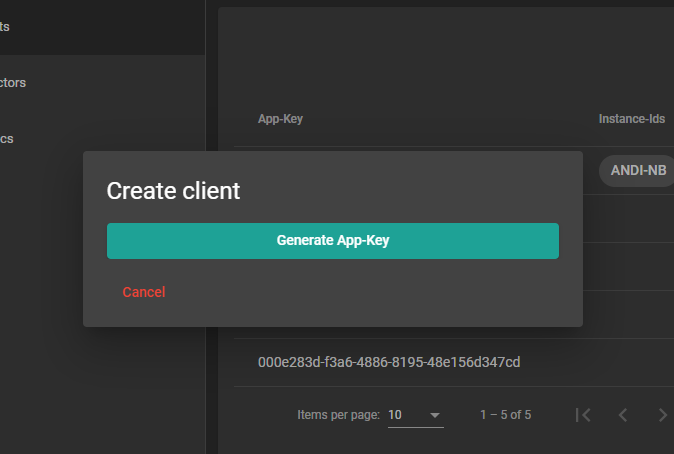 ts
ctors
cs
App-Key
Instance-Ids
ANDI-NB
Create client
Generate App-Key
Cancel
000e283d-f3a6-4886-8195-48e156d347cd
Items per page: 10
1 – 5 of 5